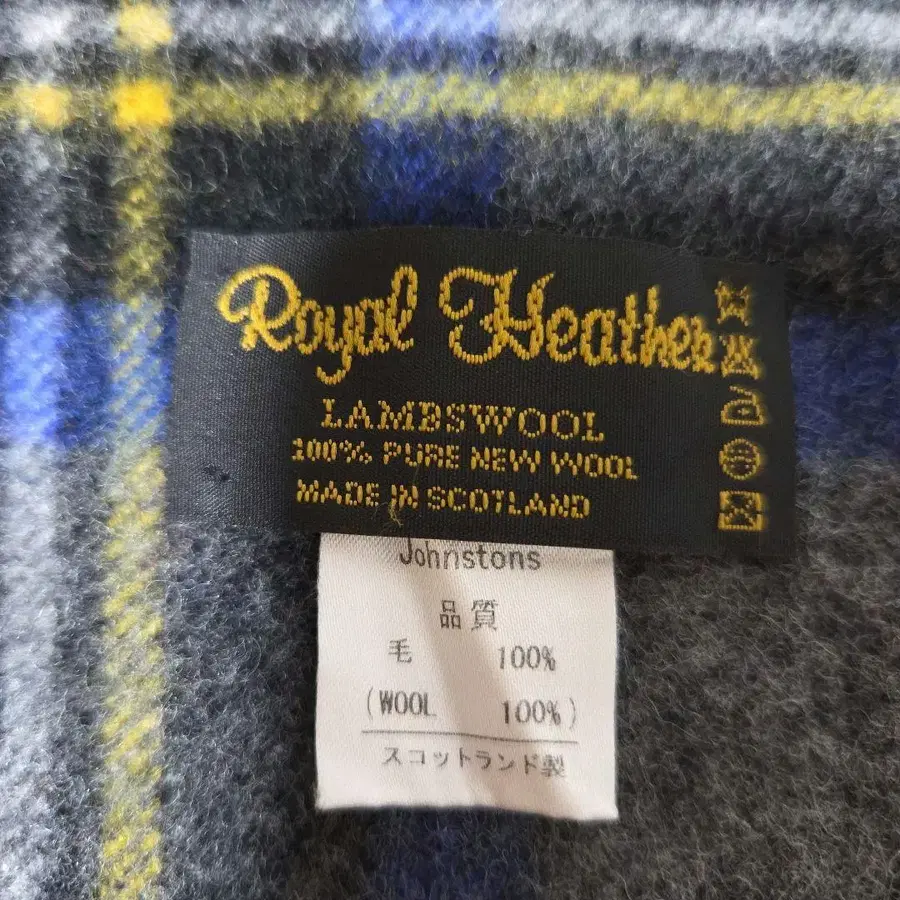 Royal Heather
LAMBSWOOL
100% PURE NEW WOOL
MADE IN SCOTLAND
Johnstons
品質
毛 100%
(WOOL 100%)
スコットランド製